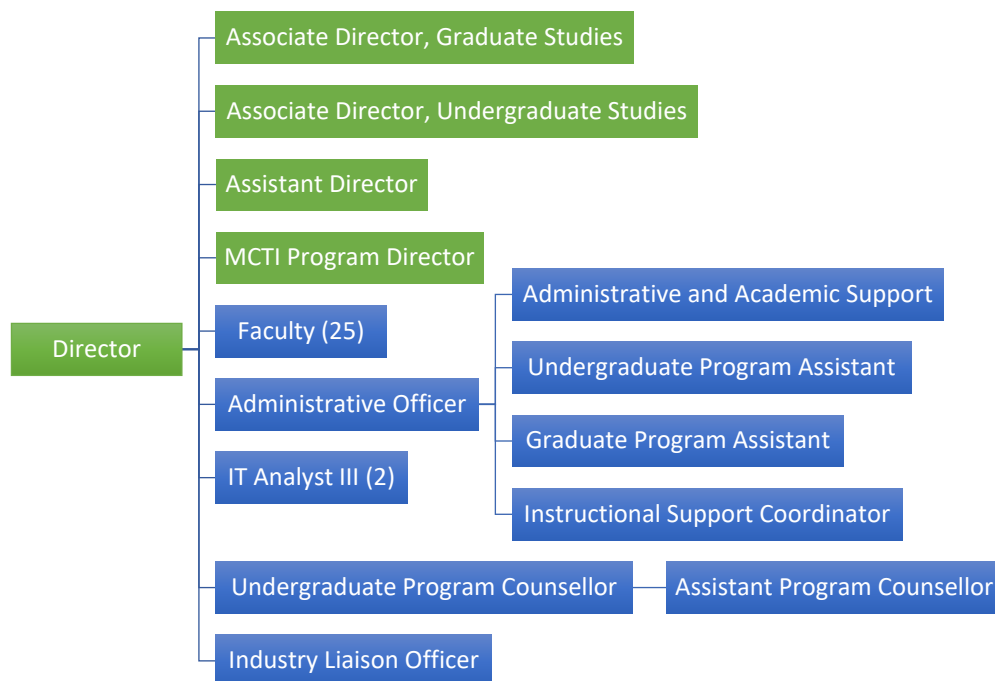 Associate Director, Graduate Studies
Associate Director, Undergraduate Studies
Assistant Director
MCTI Program Director
Administrative and Academic Support
Faculty (25)
Director
Undergraduate Program Assistant
Administrative Officer
Graduate Program Assistant
IT Analyst III (2)
Instructional Support Coordinator
Undergraduate Program Counsellor
Assistant Program Counsellor
Industry Liaison Officer